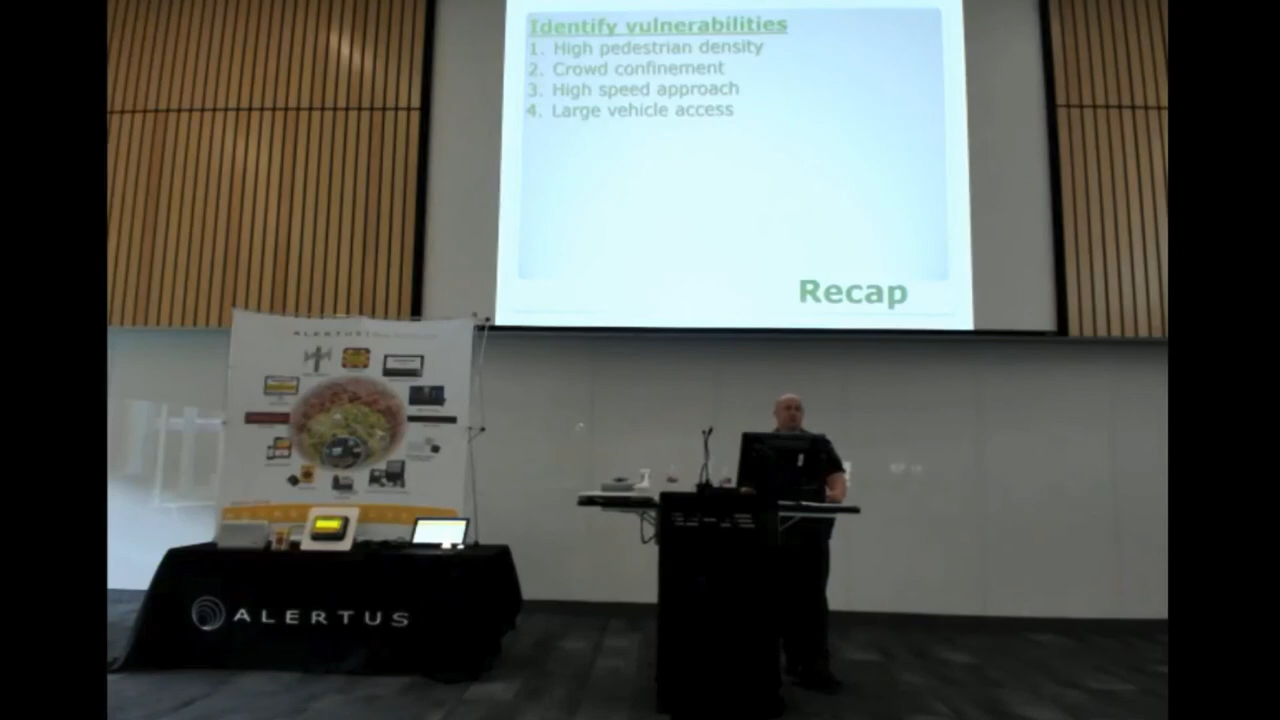 Identify vulnerabilities
1. High pedestrian density
2. Crowd confinement
3. High speed approach
4. Large vehicle access
Recap
ALERTUS
ALERTUS